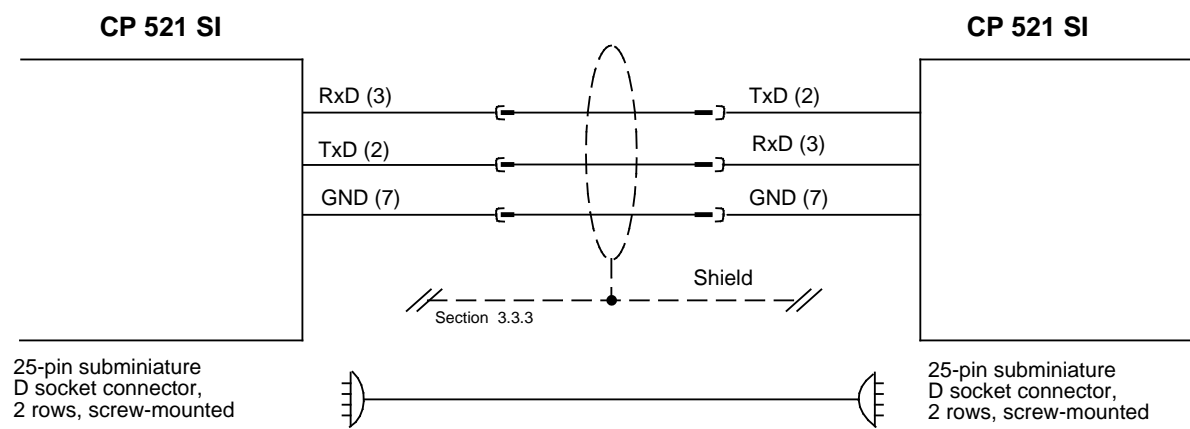 CP 521 SI
CP 521 SI
RxD (3)
TxD (2)
TxD (2)
RxD (3)
GND (7)
GND (7)
Shield
Section 3.3.3
25-pin subminiature
D socket connector,
2 rows, screw-mounted
25-pin subminiature
D socket connector,
2 rows, screw-mounted